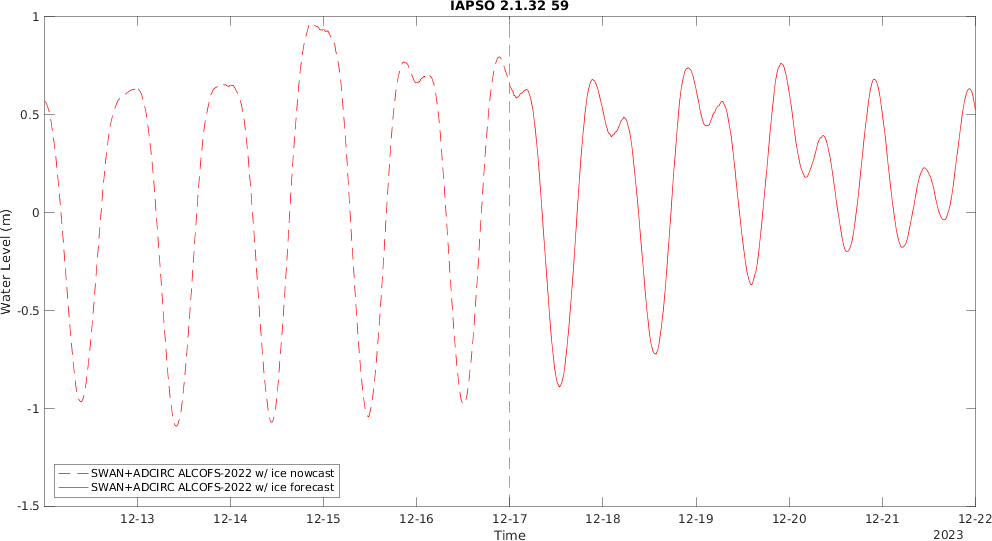 IAPSO 2.1.32 59
1
0.5
0
-0.5
-1
-1.5
Water Level (m)
SWAN+ADCIRC ALCOFS-2022 w/ ice nowcast
SWAN+ADCIRC ALCOFS-2022 w/ ice forecast
12-13 12-14 12-15 12-16 12-17 12-18 12-19 12-20 12-21 12-22
Time
2023